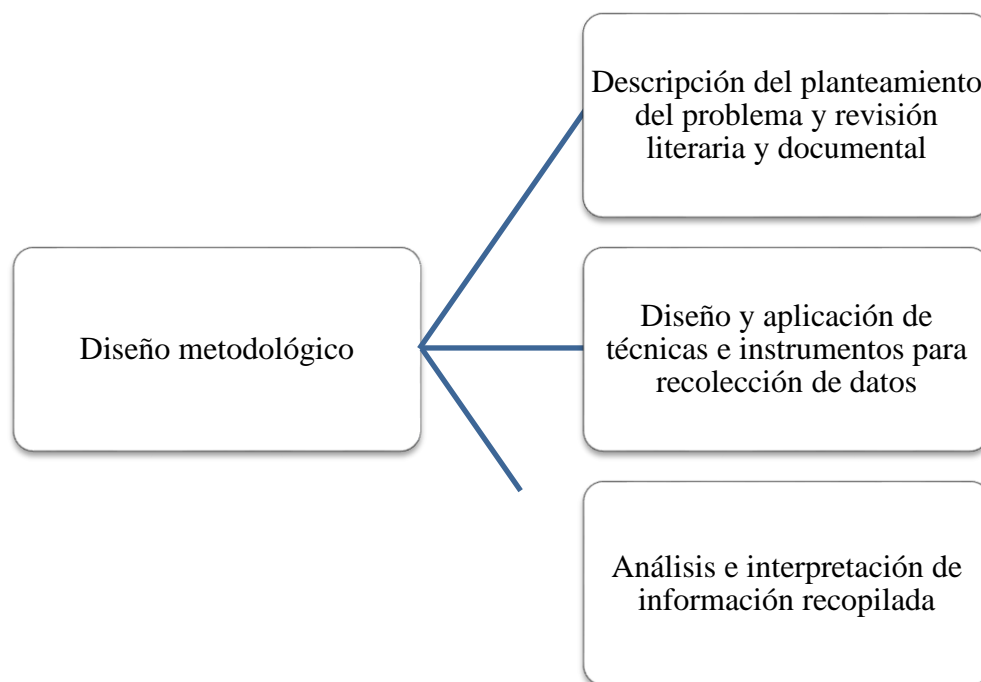 Descripción del planteamiento
del problema y revisión
literaria y documental
Diseño metodológico
Diseño y aplicación de
técnicas e instrumentos para
recolección de datos
Análisis e interpretación de
información recopilada